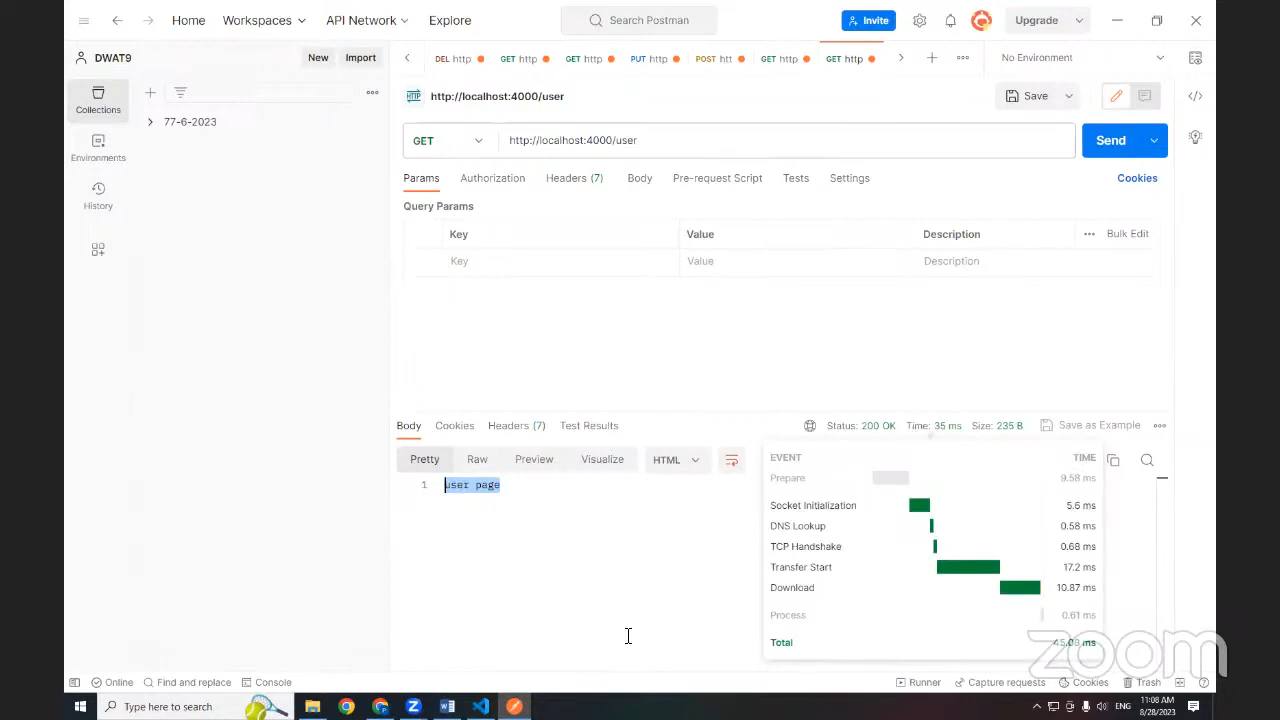 Home Workspaces API Network Explore Search Postman Invite Upgrade
DWAT9 New Import
DEL http GET http GET http PUT http POST htt GET http GET http No Environment
Collections
77-6-2023
Environments
History
http://localhost:4000/user Save
GET http://localhost:4000/user Send
Params Authorization Headers (7) Body Pre-request Script Tests Settings Cookies
Query Params
Key Value Description Bulk Edit
Key Value Description
Body Cookies Headers (7) Test Results Status: 200 OK Time: 35 ms Size: 235 B Save as Example
Pretty Raw Preview Visualize HTML
1 user page
EVENT TIME
Prepare 9.58 ms
Socket Initialization 5.6 ms
DNS Lookup 0.58 ms
TCP Handshake 0.68 ms
Transfer Start 17.2 ms
Download 10.87 ms
Process 0.61 ms
Total 45.09 ms
zoom
Online Find and replace Console Runner Capture requests Cookies Trash
Type here to search
ENG
11:08 AM
8/28/2023